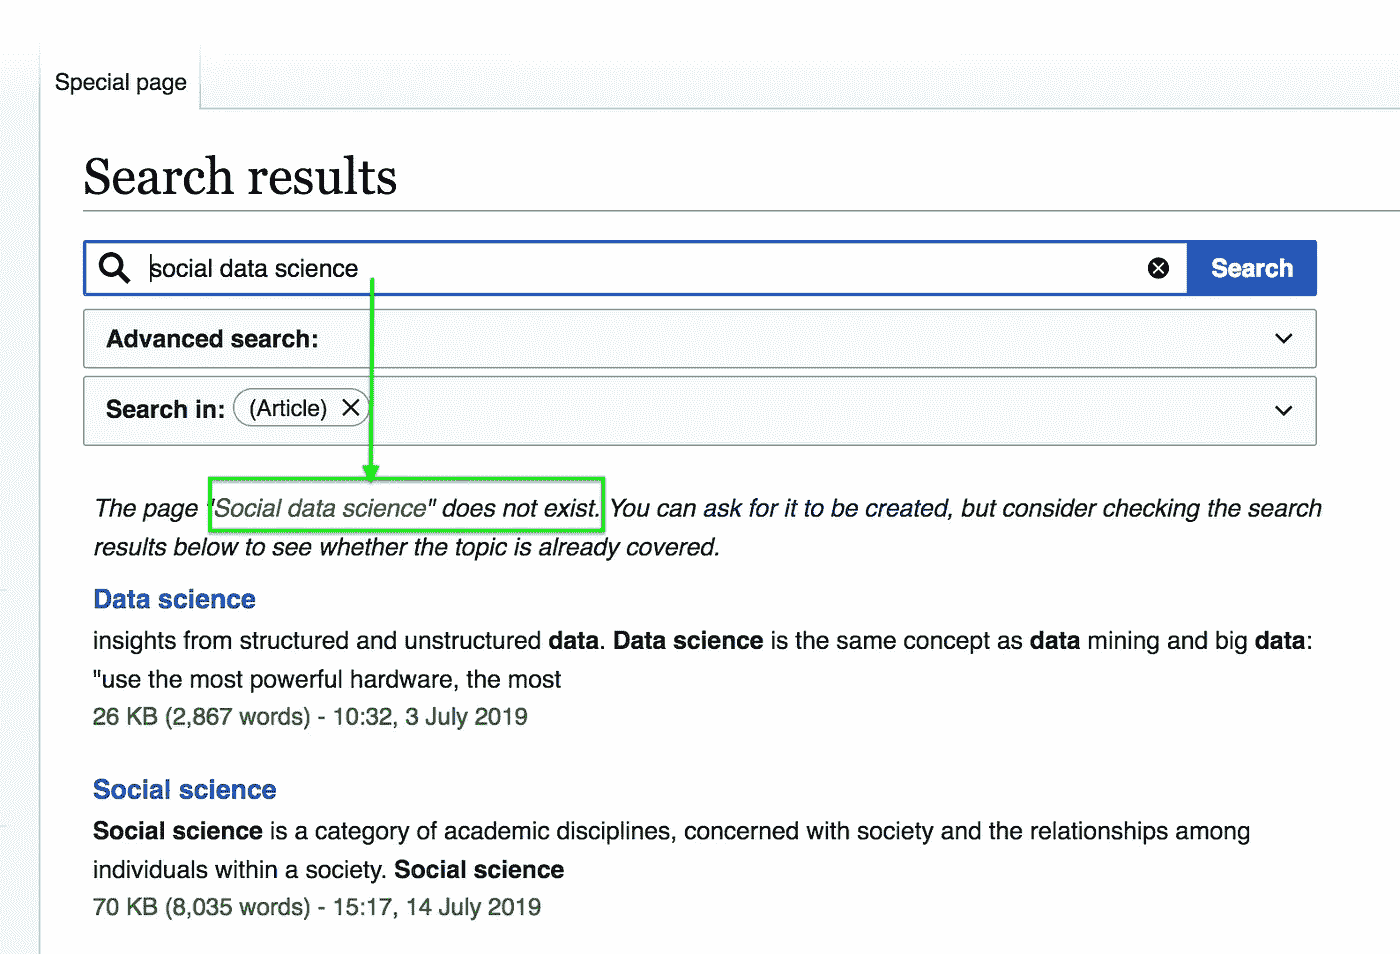 Special page
Search results
social data science
Search
Advanced search:
Search in: (Article)
The page "Social data science" does not exist. You can ask for it to be created, but consider checking the search
results below to see whether the topic is already covered.
Data science
insights from structured and unstructured data. Data science is the same concept as data mining and big data:
"use the most powerful hardware, the most
26 KB (2,867 words) - 10:32, 3 July 2019
Social science
Social science is a category of academic disciplines, concerned with society and the relationships among
individuals within a society. Social science
70 KB (8,035 words) - 15:17, 14 July 2019